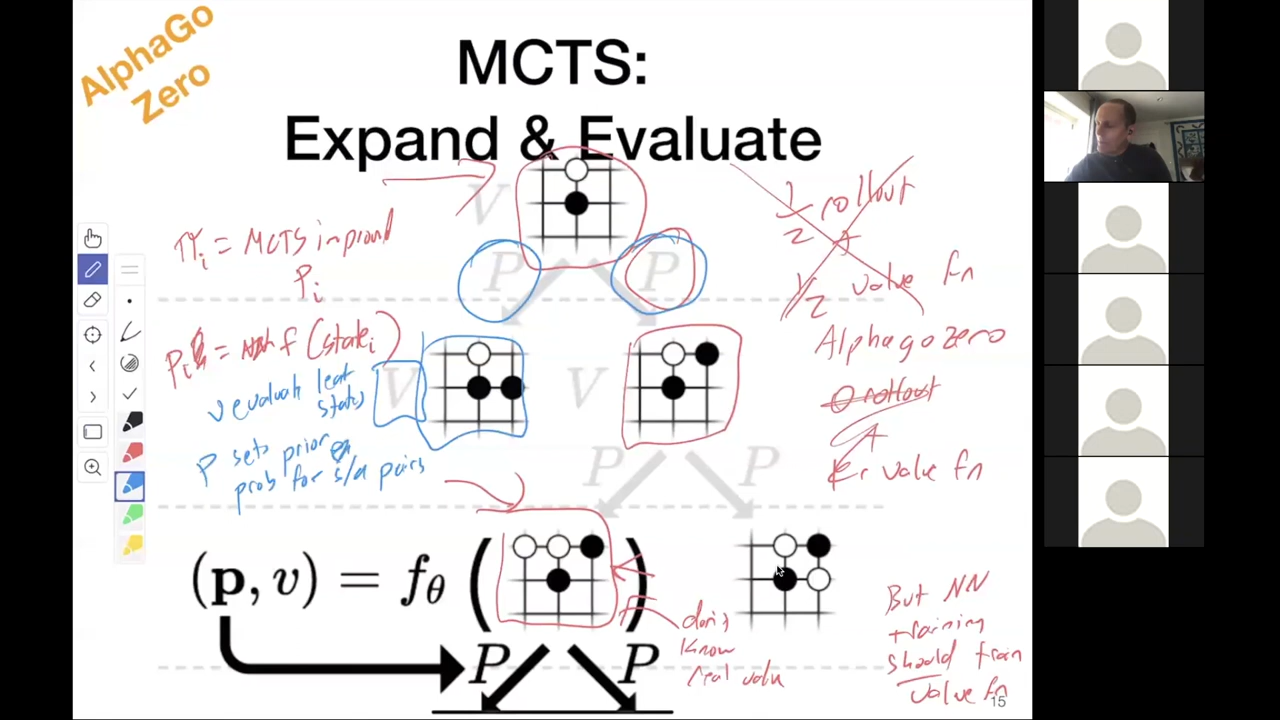 AlphaGo
Zero
MCTS:
Expand & Evaluate
V
P
P
πi = MCTS improved
Pi
1/2 rollout
+
1/2 value fn
Pi = f (statei)
Alphago zero
v evaluate leaf
states
V
V
0 rollout
P sets prior
prob for s/a pairs
P
P
value fn
(p, v) = fθ ( )
don't
know
real value
But NN
training
should train
value fn
P
P
15